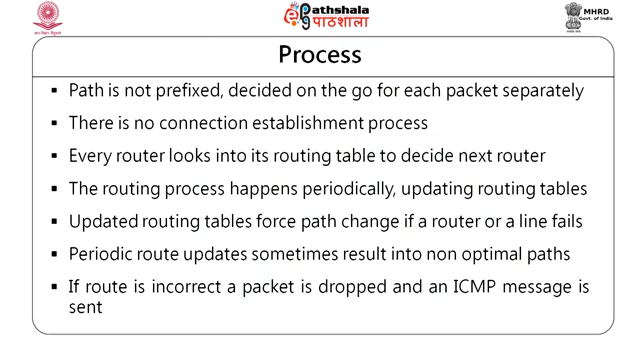 Pathshala
पाठशाला
MHRD
Govt. of India
Process
▪ Path is not prefixed, decided on the go for each packet separately
▪ There is no connection establishment process
▪ Every router looks into its routing table to decide next router
▪ The routing process happens periodically, updating routing tables
▪ Updated routing tables force path change if a router or a line fails
▪ Periodic route updates sometimes result into non optimal paths
▪ If route is incorrect a packet is dropped and an ICMP message is
sent